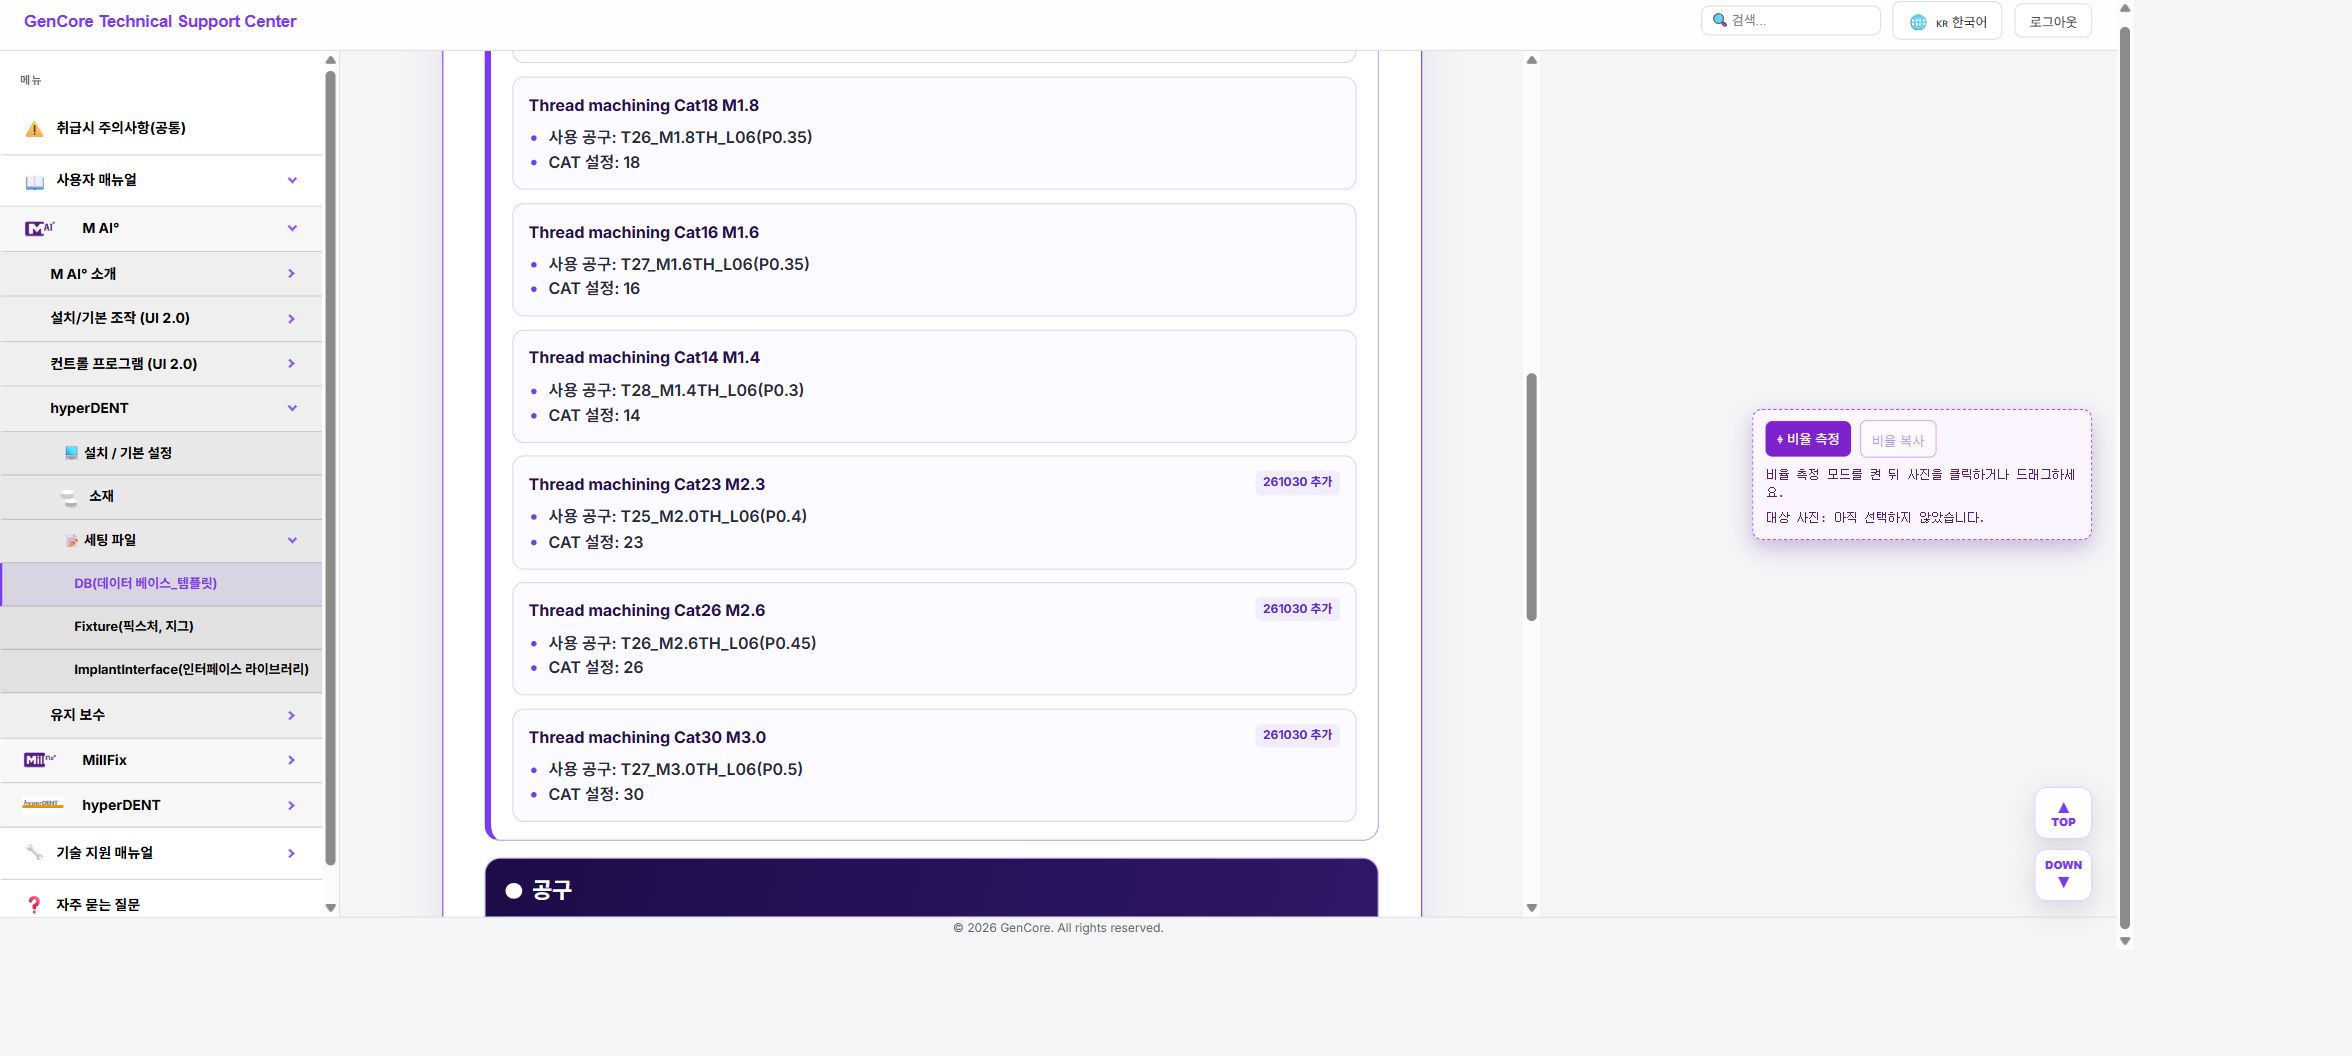 GenCore Technical Support Center
검색...
KR 한국어
로그아웃
메뉴
취급시 주의사항(공통)
사용자 매뉴얼
M AI°
M AI° 소개
설치/기본 조작 (UI 2.0)
컨트롤 프로그램 (UI 2.0)
hyperDENT
설치 / 기본 설정
소재
세팅 파일
DB(데이터 베이스_템플릿)
Fixture(픽스처, 지그)
ImplantInterface(인터페이스 라이브러리)
유지 보수
MillFix
hyperDENT
기술 지원 매뉴얼
자주 묻는 질문
Thread machining Cat18 M1.8
사용 공구: T26_M1.8TH_L06(P0.35)
CAT 설정: 18
Thread machining Cat16 M1.6
사용 공구: T27_M1.6TH_L06(P0.35)
CAT 설정: 16
Thread machining Cat14 M1.4
사용 공구: T28_M1.4TH_L06(P0.3)
CAT 설정: 14
Thread machining Cat23 M2.3
261030 추가
사용 공구: T25_M2.0TH_L06(P0.4)
CAT 설정: 23
Thread machining Cat26 M2.6
261030 추가
사용 공구: T26_M2.6TH_L06(P0.45)
CAT 설정: 26
Thread machining Cat30 M3.0
261030 추가
사용 공구: T27_M3.0TH_L06(P0.5)
CAT 설정: 30
공구
비율 측정
비율 복사
비율 측정 모드를 켠 뒤 사진을 클릭하거나 드래그하세
요.
대상 사진: 아직 선택하지 않았습니다.
TOP
DOWN
© 2026 GenCore. All rights reserved.